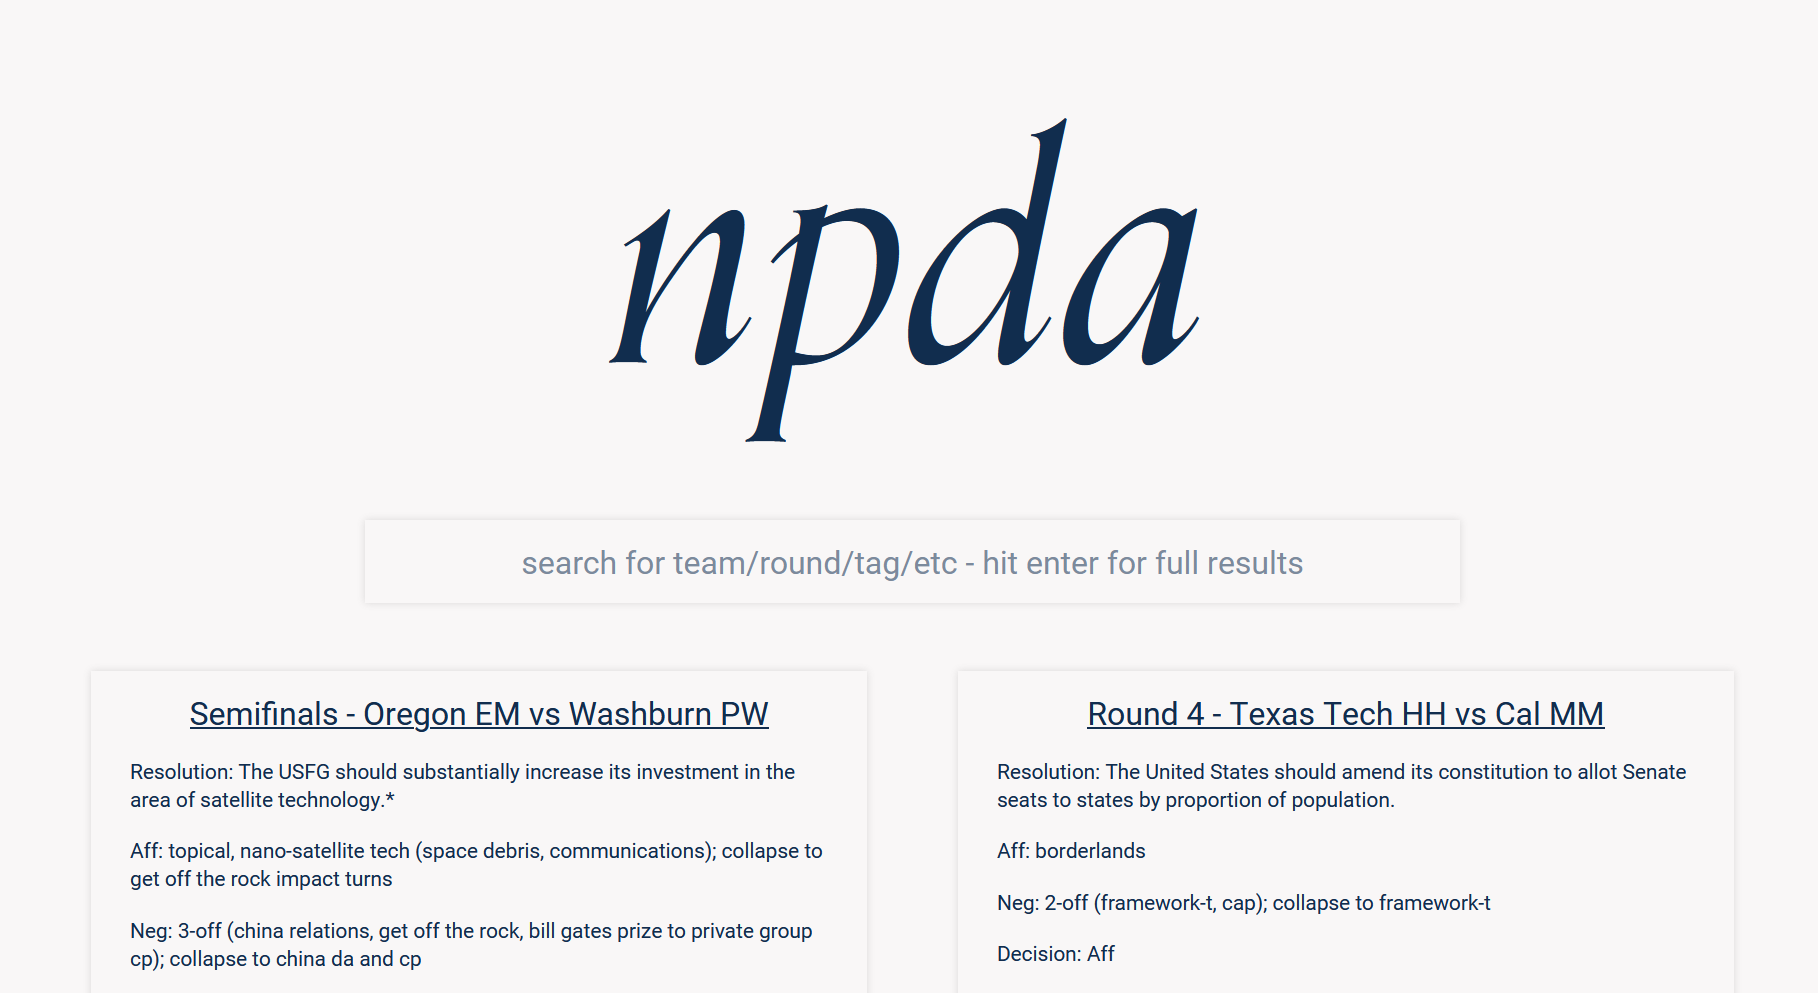 npda
search for team/round/tag/etc - hit enter for full results
Semifinals - Oregon EM vs Washburn PW
Resolution: The USFG should substantially increase its investment in the
area of satellite technology.*
Aff: topical, nano-satellite tech (space debris, communications); collapse to
get off the rock impact turns
Neg: 3-off (china relations, get off the rock, bill gates prize to private group
cp); collapse to china da and cp
Round 4 - Texas Tech HH vs Cal MM
Resolution: The United States should amend its constitution to allot Senate
seats to states by proportion of population.
Aff: borderlands
Neg: 2-off (framework-t, cap); collapse to framework-t
Decision: Aff